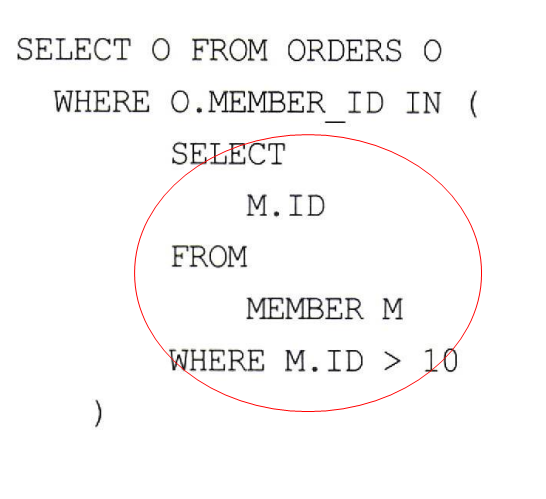 SELECT O FROM ORDERS O
WHERE O.MEMBER_ID IN (
SELECT
M.ID
FROM
MEMBER M
WHERE M.ID > 10
)